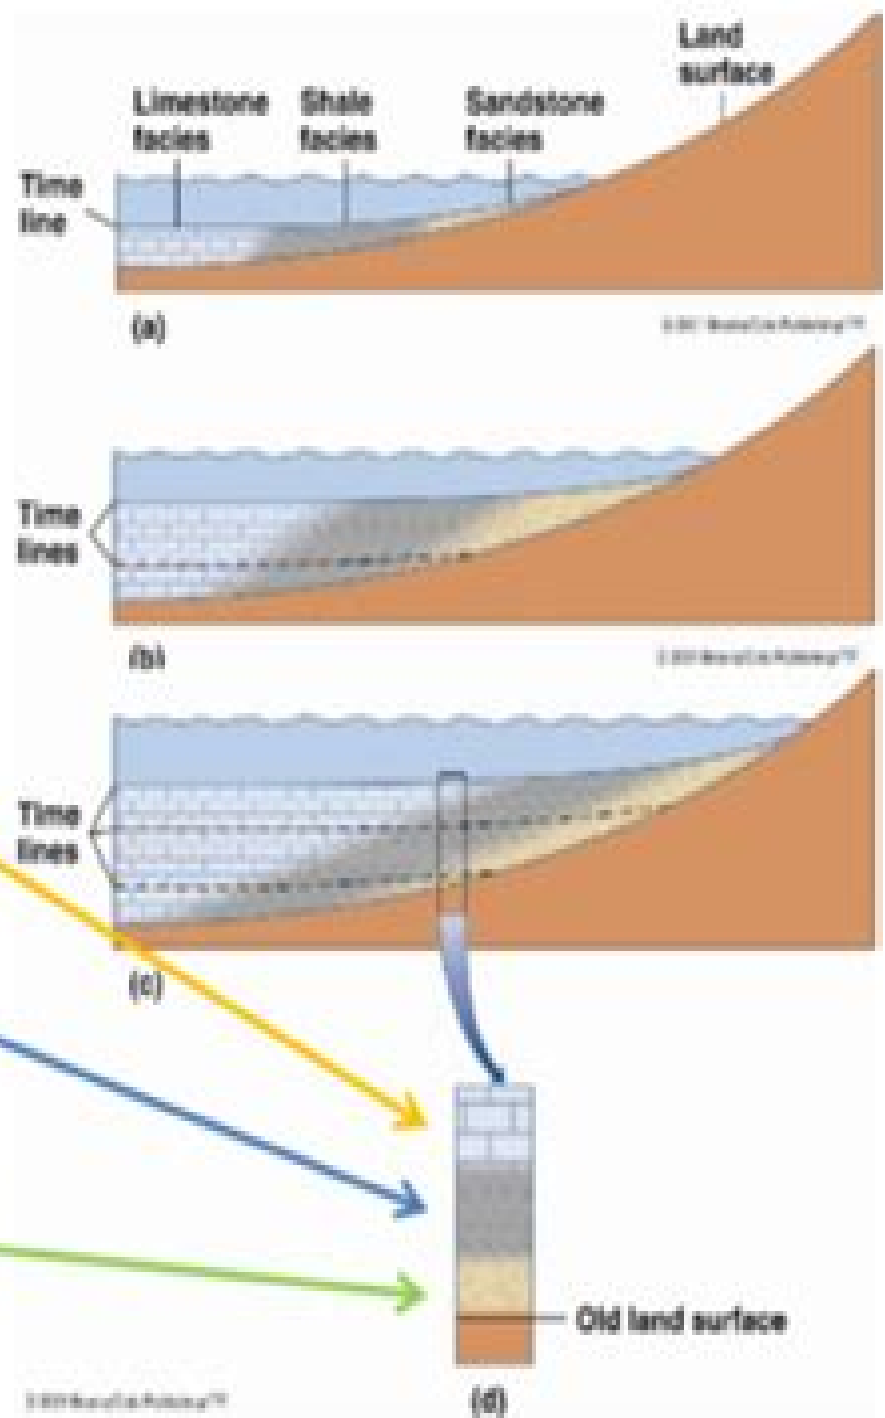 Land
surface
Limestone
facies
Shale
facies
Sandstone
facies
Time
line
(a)
Time
lines
(b)
Time
lines
(c)
Old land surface
(d)